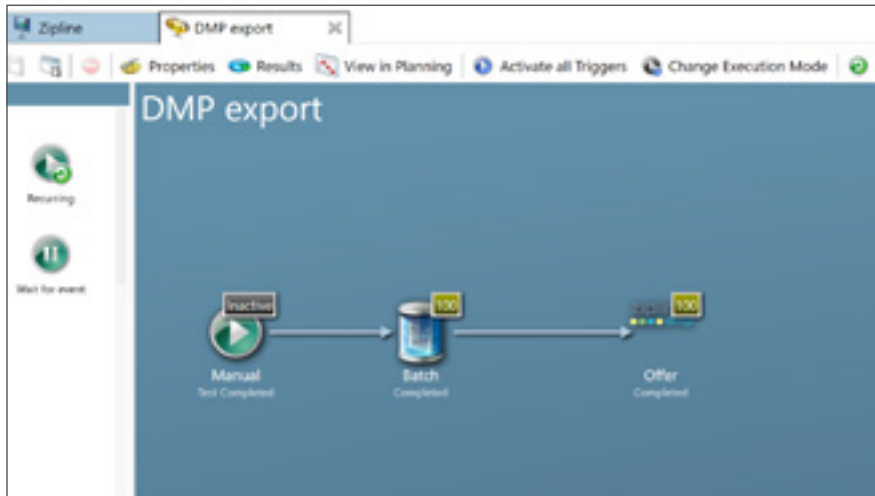 Zipline
DMP export
Properties Results View in Planning Activate all Triggers Change Execution Mode
DMP export
Recurring
Wait for event
Inactive 100 100
Manual Batch Offer
Test Completed Completed Completed